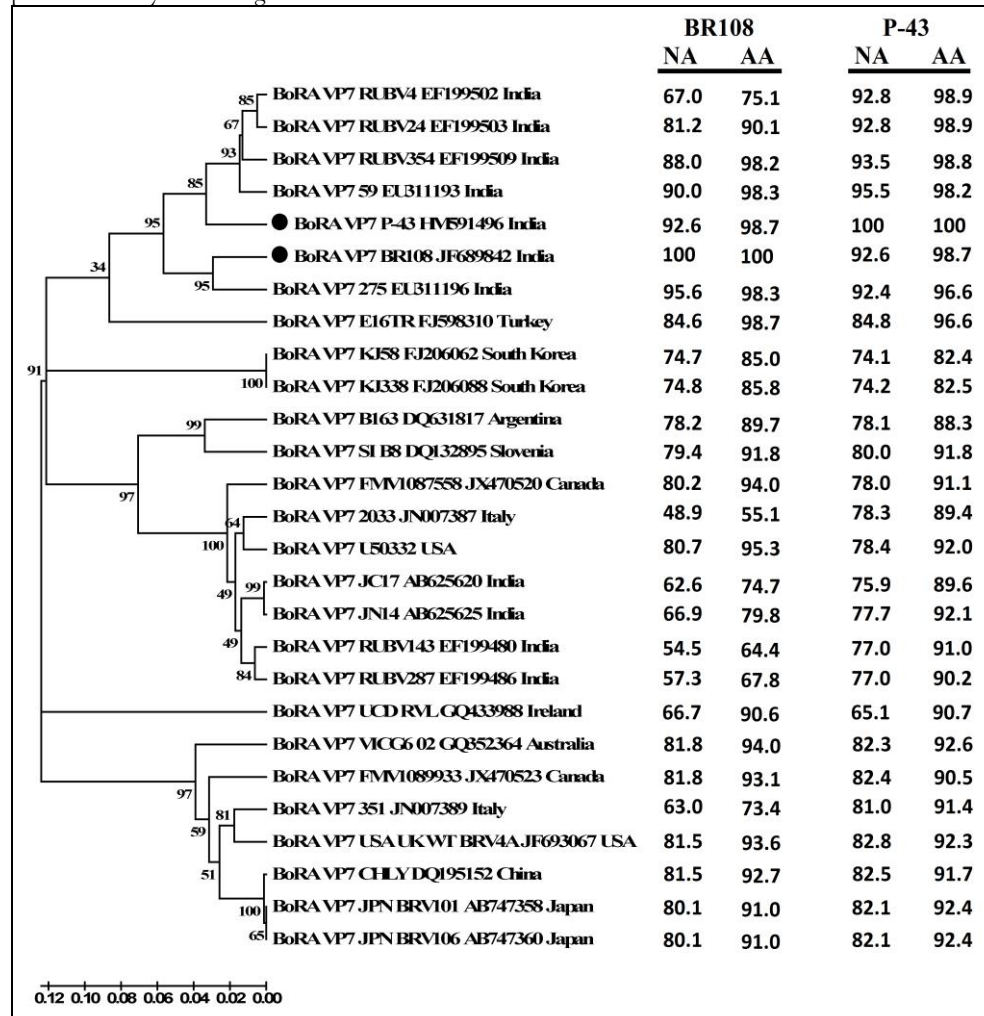 BR108 P-43
NA AA NA AA
BoRA VP7 RUBV4 EF199502 India 67.0 75.1 92.8 98.9
BoRA VP7 RUBV24 EF199503 India 81.2 90.1 92.8 98.9
BoRA VP7 RUBV354 EF199509 India 88.0 98.2 93.5 98.8
BoRA VP7 59 EU311193 India 90.0 98.3 95.5 98.2
BoRA VP7 P-43 HM591496 India 92.6 98.7 100 100
BoRA VP7 BR108 JF689842 India 100 100 92.6 98.7
BoRA VP7 275 EU311196 India 95.6 98.3 92.4 96.6
BoRA VP7 E16TR FJ598310 Turkey 84.6 98.7 84.8 96.6
BoRA VP7 KJ58 FJ206062 South Korea 74.7 85.0 74.1 82.4
BoRA VP7 KJ338 FJ206088 South Korea 74.8 85.8 74.2 82.5
BoRA VP7 B163 DQ631817 Argentina 78.2 89.7 78.1 88.3
BoRA VP7 SI B8 DQ132895 Slovenia 79.4 91.8 80.0 91.8
BoRA VP7 FMV1087558 JX470520 Canada 80.2 94.0 78.0 91.1
BoRA VP7 2033 JN007387 Italy 48.9 55.1 78.3 89.4
BoRA VP7 U50332 USA 80.7 95.3 78.4 92.0
BoRA VP7 JC17 AB625620 India 62.6 74.7 75.9 89.6
BoRA VP7 JN14 AB625625 India 66.9 79.8 77.7 92.1
BoRA VP7 RUBV143 EF199480 India 54.5 64.4 77.0 91.0
BoRA VP7 RUBV287 EF199486 India 57.3 67.8 77.0 90.2
BoRA VP7 UCD RVL GQ433988 Ireland 66.7 90.6 65.1 90.7
BoRA VP7 VICG6 02 GQ352364 Australia 81.8 94.0 82.3 92.6
BoRA VP7 FMV1089933 JX470523 Canada 81.8 93.1 82.4 90.5
BoRA VP7 351 JN007389 Italy 63.0 73.4 81.0 91.4
BoRA VP7 USA UK WT BRV4A JF693067 USA 81.5 93.6 82.8 92.3
BoRA VP7 CHLY DQ195152 China 81.5 92.7 82.5 91.7
BoRA VP7 JPN BRV101 AB747358 Japan 80.1 91.0 82.1 92.4
BoRA VP7 JPN BRV106 AB747360 Japan 80.1 91.0 82.1 92.4
85
67
93
85
95
95
34
91
100
99
97
64
100
99
49
49
84
97
81
59
51
100
65
0.12 0.10 0.08 0.06 0.04 0.02 0.00